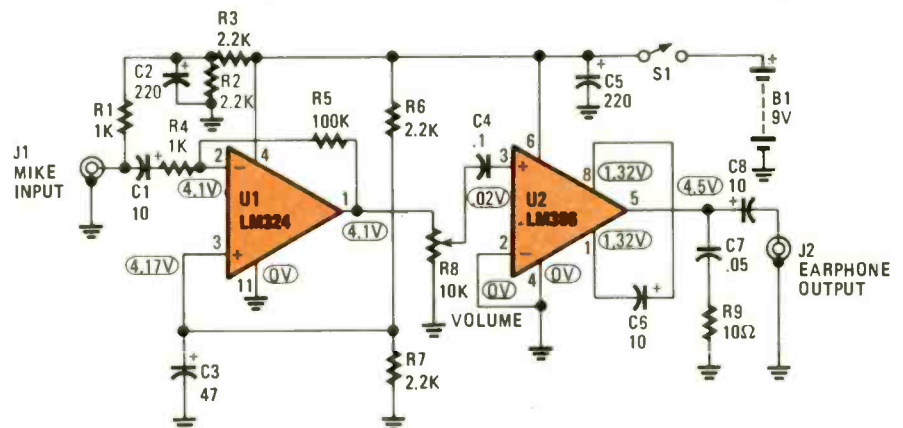 R3
2.2K
C2
220
+
R2
2.2K
R1
1K
R4
1K
R5
100K
R6
2.2K
C4
.1
+
C5
220
S1
+
B1
9V
J1
MIKE
INPUT
C1
10
+
2
−
4
4.1V
U1
LM324
1
4.1V
3
+
4.17V
11
0V
R8
10K
VOLUME
3
+
6
.02V
U2
LM386
8
1.32V
5
4.5V
1
1.32V
2
−
0V
4
0V
C6
10
+
C8
10
+
C7
.05
R9
10Ω
J2
EARPHONE
OUTPUT
+
C3
47
R7
2.2K